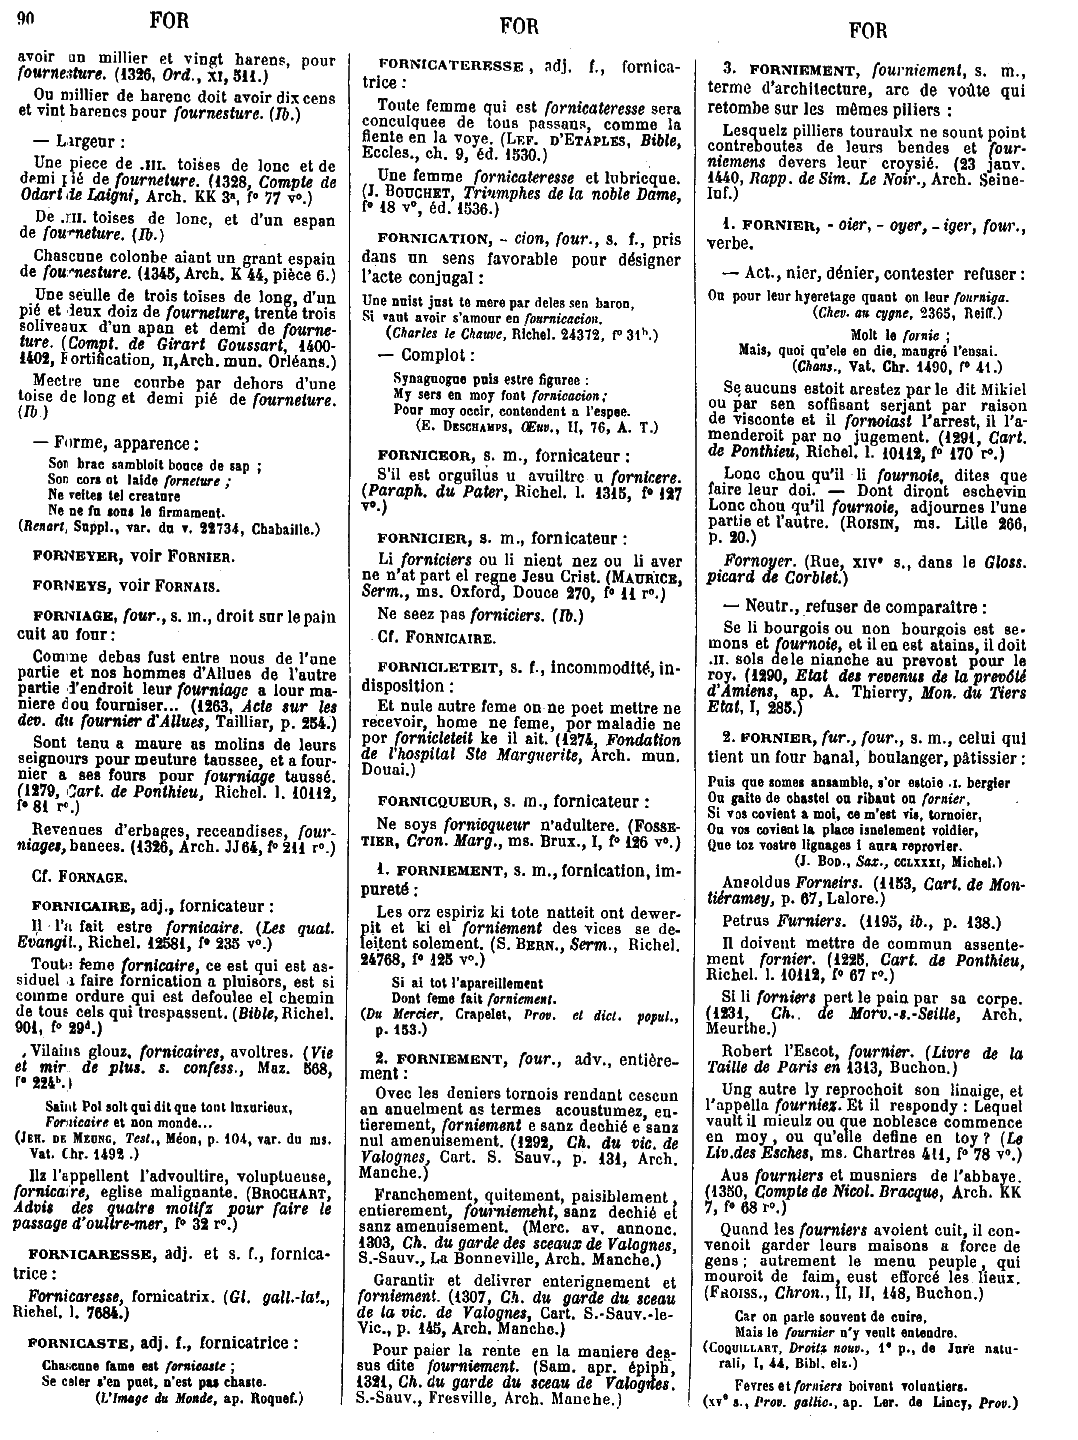 90 FOR FOR FOR
avoir un millier et vingt harens, pour
fournesture. (1326, Ord., XI, 511.)
Ou millier de harenc doit avoir dix cens
et vint harencs pour fournesture. (Ib.)
— Largeur :
Une piece de .III. toises de lonc et de
demi pié de fourneture. (1328, Compte de
Odart de Laigni, Arch. KK 3ª, f° 77 v°.)
De .III. toises de lonc, et d'un espan
de fourneture. (Ib.)
Chascune colonbe aiant un grant espain
de fournesture. (1345, Arch. K 44, pièce 6.)
Une seulle de trois toises de long, d'un
pié et deux doiz de fourneture, trente trois
soliveaux d'un apan et demi de fourne-
ture. (Compt. de Girart Goussart, 1400-
1402, Fortification, II, Arch. mun. Orléans.)
Mectre une courbe par dehors d'une
toise de long et demi pié de fourneture.
(Ib.)
— Forme, apparence :
Son brac sambloit bouce de sap ;
Son cors ot laide forneture ;
Ne veïtes tel creature
Ne ne fu sous le firmament.
(Renart, Suppl., var. du v. 22734, Chabaille.)
FORNEYER, voir FORNIER.
FORNEYS, voir FORNAIS.
FORNIAGE, four., s. m., droit sur le pain
cuit au four :
Comme debas fust entre nous de l'une
partie et nos hommes d'Allues de l'autre
partie d'endroit leur fourniage a lour ma-
niere dou fourniser... (1263, Acte sur les
dev. du fournier d'Allues, Tailliar, p. 254.)
Sont tenu a maure as molins de leurs
seignours pour meuture taussee, et a four-
nier a ses fours pour fourniage taussé.
(1279, Cart. de Ponthieu, Richel. l. 10112,
f° 81 r°.)
Revenues d'erbages, receandises, four-
niages, banees. (1326, Arch. JJ 64, f° 211 r°.)
Cf. FORNAGE.
FORNICAIRE, adj., fornicateur :
Il l'a fait estre fornicaire. (Les quat.
Evangil., Richel. 12581, f° 235 v°.)
Toute feme fornicaire, ce est qui est as-
siduel a faire fornication a pluisors, est si
comme ordure qui est defoulee el chemin
de tous cels qui trespassent. (Bible, Richel.
901, f° 29ᵈ.)
Vilains glouz, fornicaires, avoltres. (Vie
et mir de plus. s. confess., Maz. 568,
f° 224ᵇ.)
Saint Pol solt qui dit que tont luxurieux,
Fornicaire et non monde...
(JEH. DE MEUNG, Test., Méon, p. 104, var. du ms.
Vat. Chr. 1492.)
Ilz l'appellent l'advoultire, voluptueuse,
fornicaire, eglise malignante. (BROCHART,
Advis des quatre motifz pour faire le
passage d'oultre-mer, f° 32 r°.)
FORNICARESSE, adj. et s. f., fornica-
trice :
Fornicaresse, fornicatrix. (Gl. gall.-lat.,
Richel. l. 7684.)
FORNICASTE, adj. f., fornicatrice :
Chascune fame est fornicaste ;
Se celer s'en puet, n'est pas chaste.
(L'Image du Monde, ap. Roquef.)
FORNICATERESSE, adj. f., fornica-
trice :
Toute femme qui est fornicateresse sera
conculquee de tous passans, comme la
fiente en la voye. (LEF. D'ETAPLES, Bible,
Eccles., ch. 9, éd. 1530.)
Une femme fornicateresse et lubricque.
(J. BOUCHET, Triumphes de la noble Dame,
f° 18 v°, éd. 1536.)
FORNICATION, - cion, four., s. f., pris
dans un sens favorable pour désigner
l'acte conjugal :
Une nuist just te mere par deles sen baron,
Si vaut avoir s'amour en fournicacion.
(Charles le Chauve, Richel. 24372, f° 31ᵇ.)
— Complot :
Synagogue puis estre figuree :
My sers en moy font fornicacion ;
Pour moy occir, contendent a l'espee.
(E. DESCHAMPS, Œuv., II, 76, A. T.)
FORNICEOR, s. m., fornicateur :
S'il est orguilus u avuiltre u fornicere.
(Paraph. du Pater, Richel. l. 1315, f° 127
v°.)
FORNICIER, s. m., fornicateur :
Li forniciers ou li nient nez ou li aver
ne n'at part el regne Jesu Crist. (MAURICE,
Serm., ms. Oxford, Douce 270, f° 11 r°.)
Ne seez pas forniciers. (Ib.)
Cf. FORNICAIRE.
FORNICLETEIT, s. f., incommodité, in-
disposition :
Et nule autre feme on ne poet mettre ne
recevoir, home ne feme, por maladie ne
por fornicleteit ke il ait. (1274, Fondation
de l'hospital Ste Marguerite, Arch. mun.
Douai.)
FORNICQUEUR, s. m., fornicateur :
Ne soys fornicqueur n'adultere. (FOSSE-
TIER, Cron. Marg., ms. Brux., I, f° 126 v°.)
1. FORNIEMENT, s. m., fornication, im-
pureté :
Les orz espiriz ki tote natteit ont dewer-
pit et ki el forniement des vices se de-
leitent solement. (S. BERN., Serm., Richel.
24768, f° 125 v°.)
Si ai tot l'apareillement
Dont feme fait forniement.
(Du Mercier, Crapelet, Prov. et dict. popul.,
p. 153.)
2. FORNIEMENT, four., adv., entière-
ment :
Ovec les deniers tornois rendant cescun
an anuelment as termes acoustumez, en-
tierement, forniement e sanz dechié e sanz
nul amenuisement. (1292, Ch. du vic. de
Valognes, Cart. S. Sauv., p. 131, Arch.
Manche.)
Franchement, quitement, paisiblement,
entierement, fourniement, sanz dechié et
sanz amenuisement. (Merc. av. annonc.
1303, Ch. du garde des sceaux de Valognes,
S.-Sauv., La Bonneville, Arch. Manche.)
Garantir et delivrer enterignement et
forniement. (1307, Ch. du garde du sceau
de la vic. de Valognes, Cart. S.-Sauv.-le-
Vic., p. 145, Arch. Manche.)
Pour paier la rente en la maniere des-
sus dite fourniement. (Sam. apr. épiph.
1321, Ch. du garde du sceau de Valognes,
S.-Sauv., Fresville, Arch. Manche.)
3. FORNIEMENT, fourniement, s. m.,
terme d'architecture, arc de voûte qui
retombe sur les mêmes piliers :
Lesquelz pilliers touraulx ne sount point
contreboutes de leurs bendes et four-
niemens devers leur croysié. (23 janv.
1440, Rapp. de Sim. Le Noir., Arch. Seine-
Inf.)
1. FORNIER, - oier, - oyer, - iger, four.,
verbe.
— Act., nier, dénier, contester refuser :
On pour leur hyeretage quant on leur fourniga.
(Chev. au cygne, 2365, Reiff.)
Molt le fornie ;
Mais, quoi qu'ele en die, maugré l'ensai.
(Chans., Vat. Chr. 1490, f° 41.)
Se aucuns estoit arestez par le dit Mikiel
ou par sen soffisant serjant par raison
de visconte et il fornoiast l'arrest, il l'a-
menderoit par no jugement. (1291, Cart.
de Ponthieu, Richel. l. 10112, f° 170 r°.)
Lonc chou qu'il li fournoie, dites que
faire leur doi. — Dont diront eschevin
Lonc chou qu'il fournoie, adjournes l'une
partie et l'autre. (ROISIN, ms. Lille 266,
p. 20.)
Fornoyer. (Rue, XIVᵉ s., dans le Gloss.
picard de Corblet.)
— Neutr., refuser de comparaître :
Se li bourgois ou non bourgois est se-
mons et fournoie, et il en est atains, il doit
.II. sols de le nianche au prevost pour le
roy. (1290, Etat des revenus de la prevôté
d'Amiens, ap. A. Thierry, Mon. du Tiers
Etat, I, 285.)
2. FORNIER, fur., four., s. m., celui qui
tient un four banal, boulanger, pâtissier :
Puis que somes ansamble, s'or estoie .I. bergier
Ou gaite de chastel ou ribaut ou fornier,
Si vos covient a moi, ce m'est vis, tornoier,
Ou vos covient la place isnelement voidier,
Que toz vostre lignages i aura reprovier.
(J. BOD., Sax., CCLXXXI, Michel.)
Ansoldus Forneirs. (1153, Cart. de Mon-
tiéramey, p. 67, Lalore.)
Petrus Furniers. (1195, ib., p. 138.)
Il doivent mettre de commun assente-
ment fornier. (1225, Cart. de Ponthieu,
Richel. l. 10112, f° 67 r°.)
Si li forniers pert le pain par sa corpe.
(1231, Ch. de Morv.-s.-Seille, Arch.
Meurthe.)
Robert l'Escot, fournier. (Livre de la
Taille de Paris en 1313, Buchon.)
Ung autre ly reprochoit son linaige, et
l'appella fourniez. Et il respondy : Lequel
vault il mieulz ou que noblesce commence
en moy, ou qu'elle define en toy ? (Le
Liv. des Esches, ms. Chartres 411, f° 78 v°.)
Aus fourniers et musniers de l'abbaye.
(1350, Compte de Nicol. Bracque, Arch. KK
7, f° 68 r°.)
Quand les fourniers avoient cuit, il con-
venoit garder leurs maisons a force de
gens ; autrement le menu peuple, qui
mouroit de faim, eust efforcé les lieux.
(FROISS., Chron., II, II, 148, Buchon.)
Car on parle souvent de cuire,
Mais le fournier n'y veult entendre.
(COQUILLART, Droitz nouv., 1ᵉ p., de Jure natu-
rali, I, 44, Bibl. elz.)
Fevres et forniers boivent voluntiers.
(XVᵉ s., Prov. gallic., ap. Ler. de Lincy, Prov.)